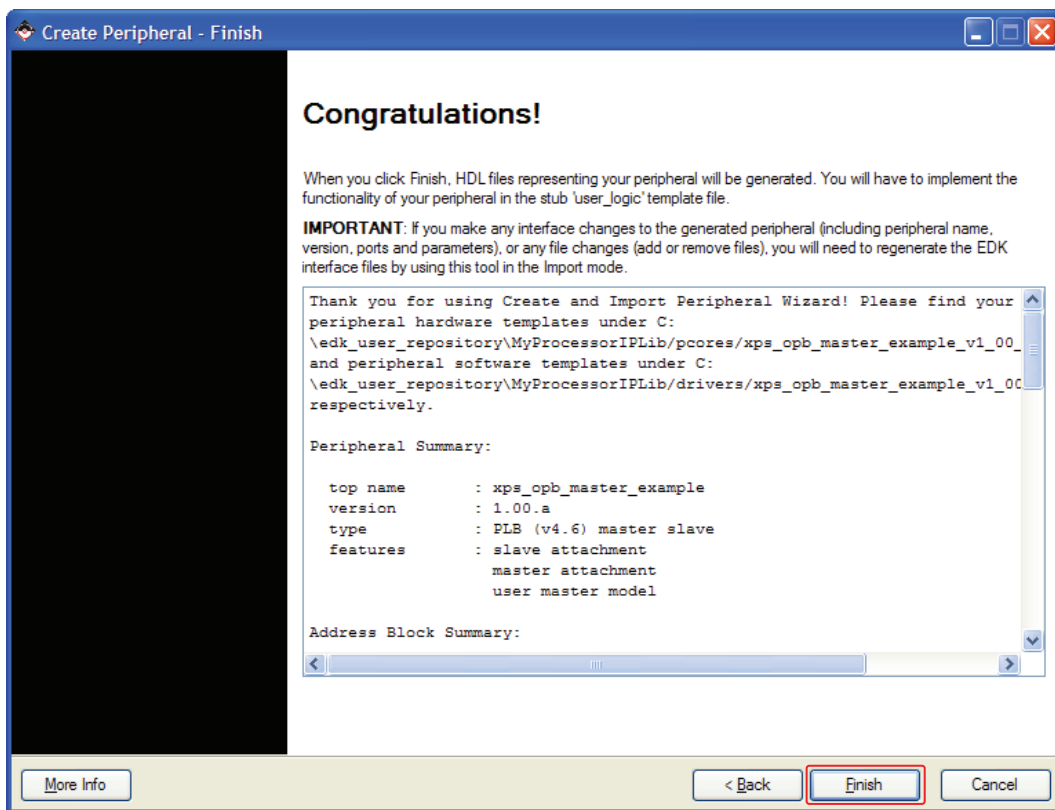 Create Peripheral - Finish
Congratulations!
When you click Finish, HDL files representing your peripheral will be generated. You will have to implement the
functionality of your peripheral in the stub 'user_logic' template file.
IMPORTANT: If you make any interface changes to the generated peripheral (including peripheral name,
version, ports and parameters), or any file changes (add or remove files), you will need to regenerate the EDK
interface files by using this tool in the Import mode.
Thank you for using Create and Import Peripheral Wizard! Please find your
peripheral hardware templates under C:
\edk_user_repository\MyProcessorIPLib/pcores/xps_opb_master_example_v1_00_
and peripheral software templates under C:
\edk_user_repository\MyProcessorIPLib/drivers/xps_opb_master_example_v1_00
respectively.
Peripheral Summary:
top name : xps_opb_master_example
version : 1.00.a
type : PLB (v4.6) master slave
features : slave attachment
master attachment
user master model
Address Block Summary:
More Info
< Back
Finish
Cancel